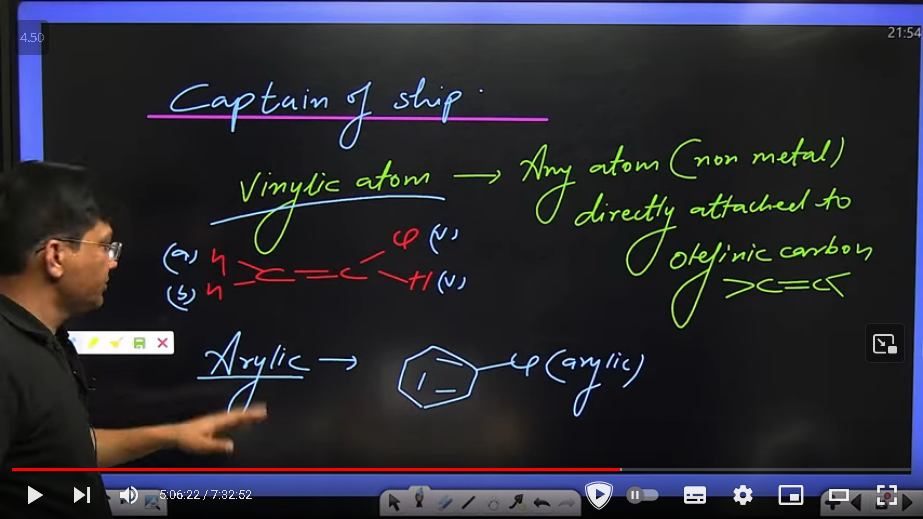 4.50
21:54
Captain of ship
Vinylic atom → Any atom (non metal)
directly attached to
olefinic carbon
>C=C<
(a) H
Cl (v)
C=C
(b) H
H (v)
Arylic →
Cl (arylic)
5:06:22 / 7:32:52